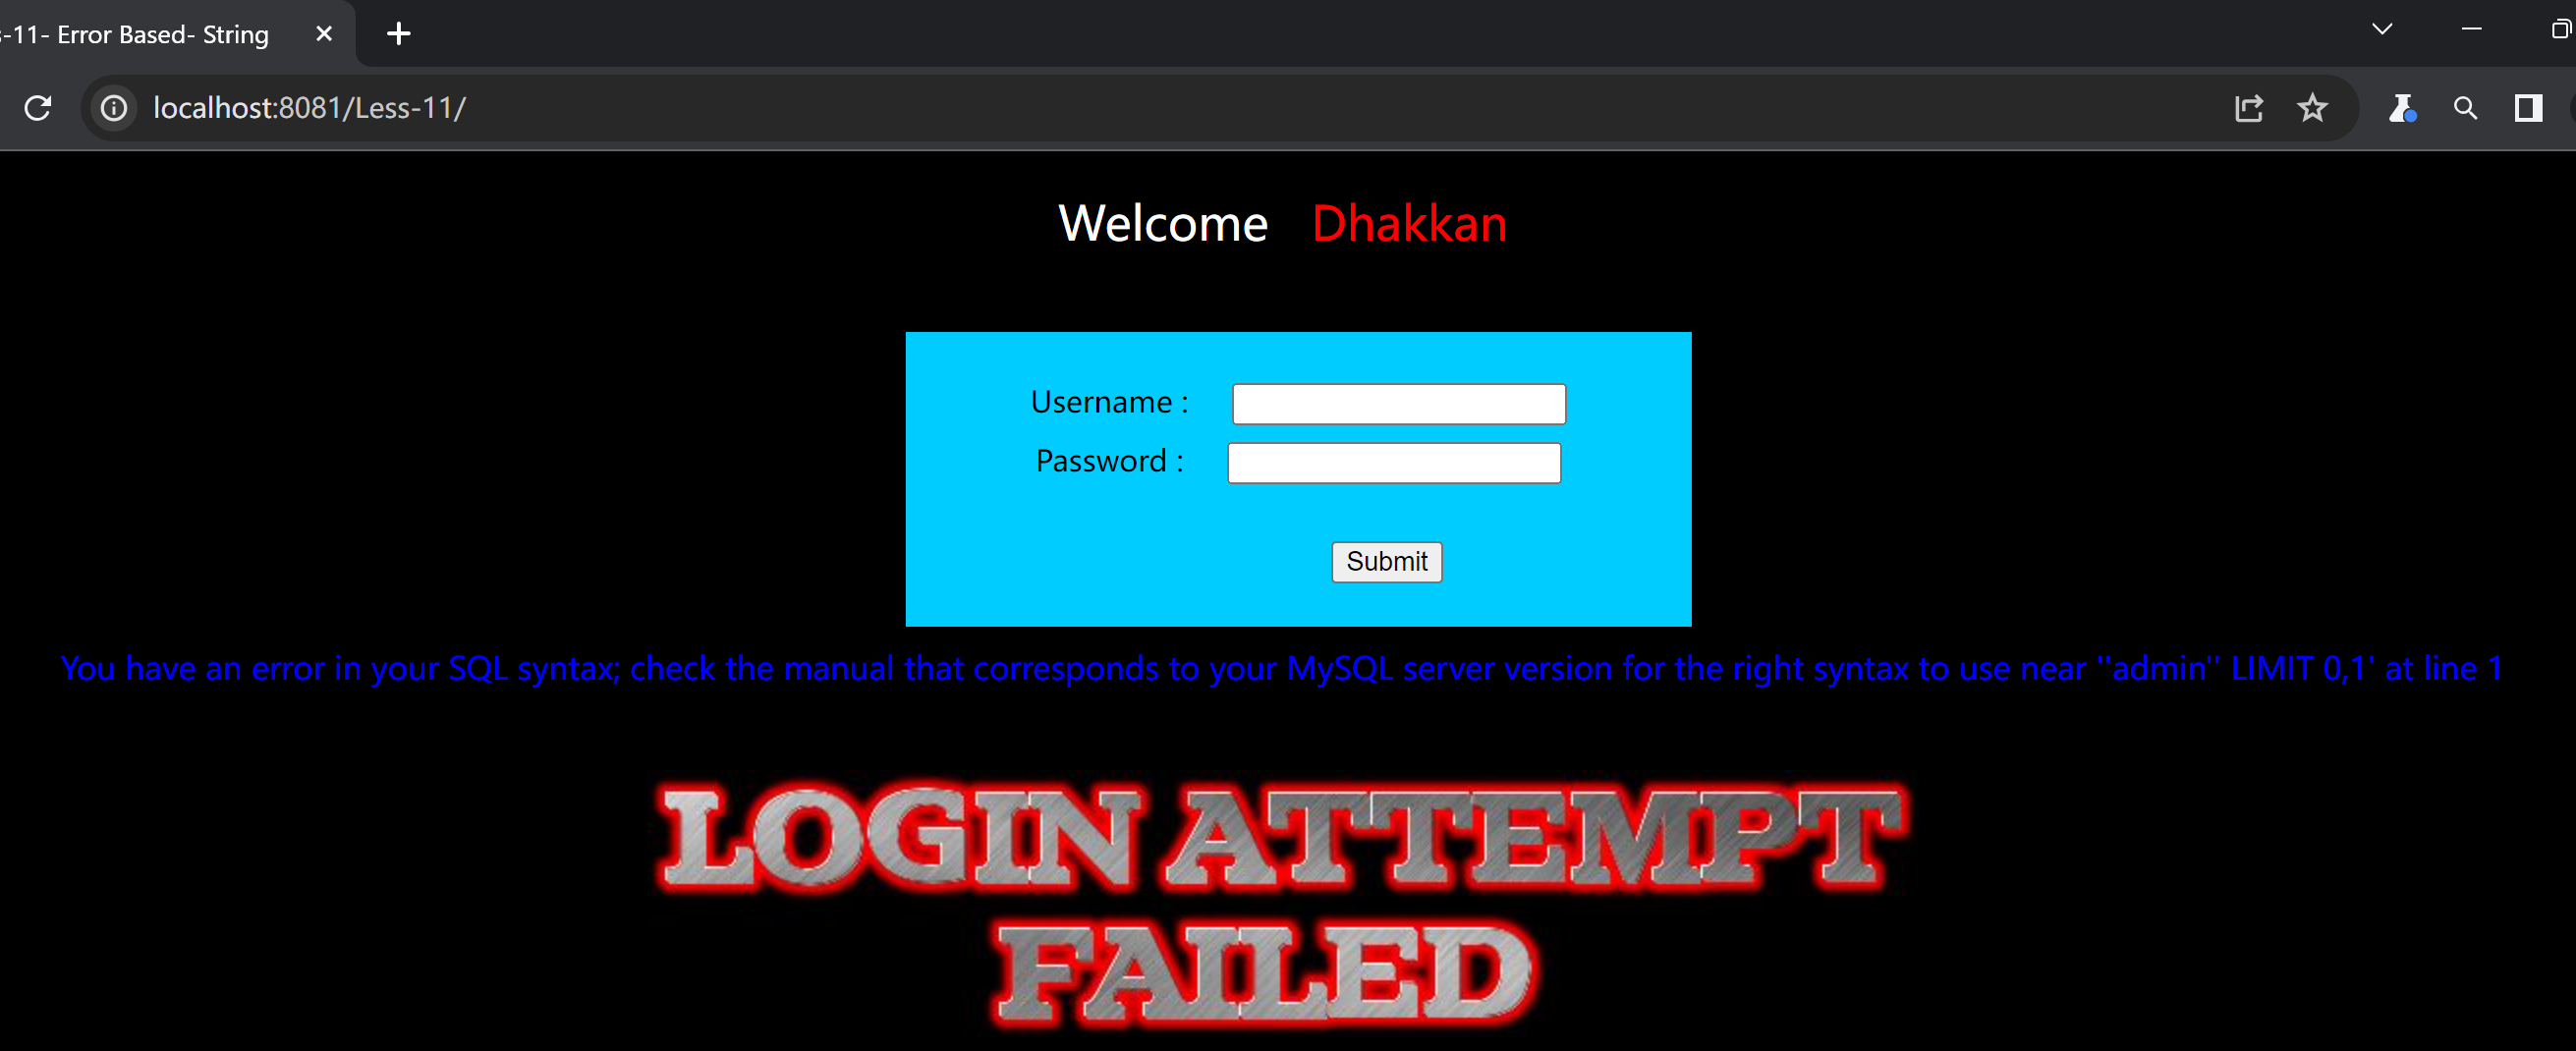 s-11- Error Based- String
localhost:8081/Less-11/
Welcome Dhakkan
Username :
Password :
Submit
You have an error in your SQL syntax; check the manual that corresponds to your MySQL server version for the right syntax to use near ''admin'' LIMIT 0,1' at line 1
LOGIN ATTEMPT
FAILED